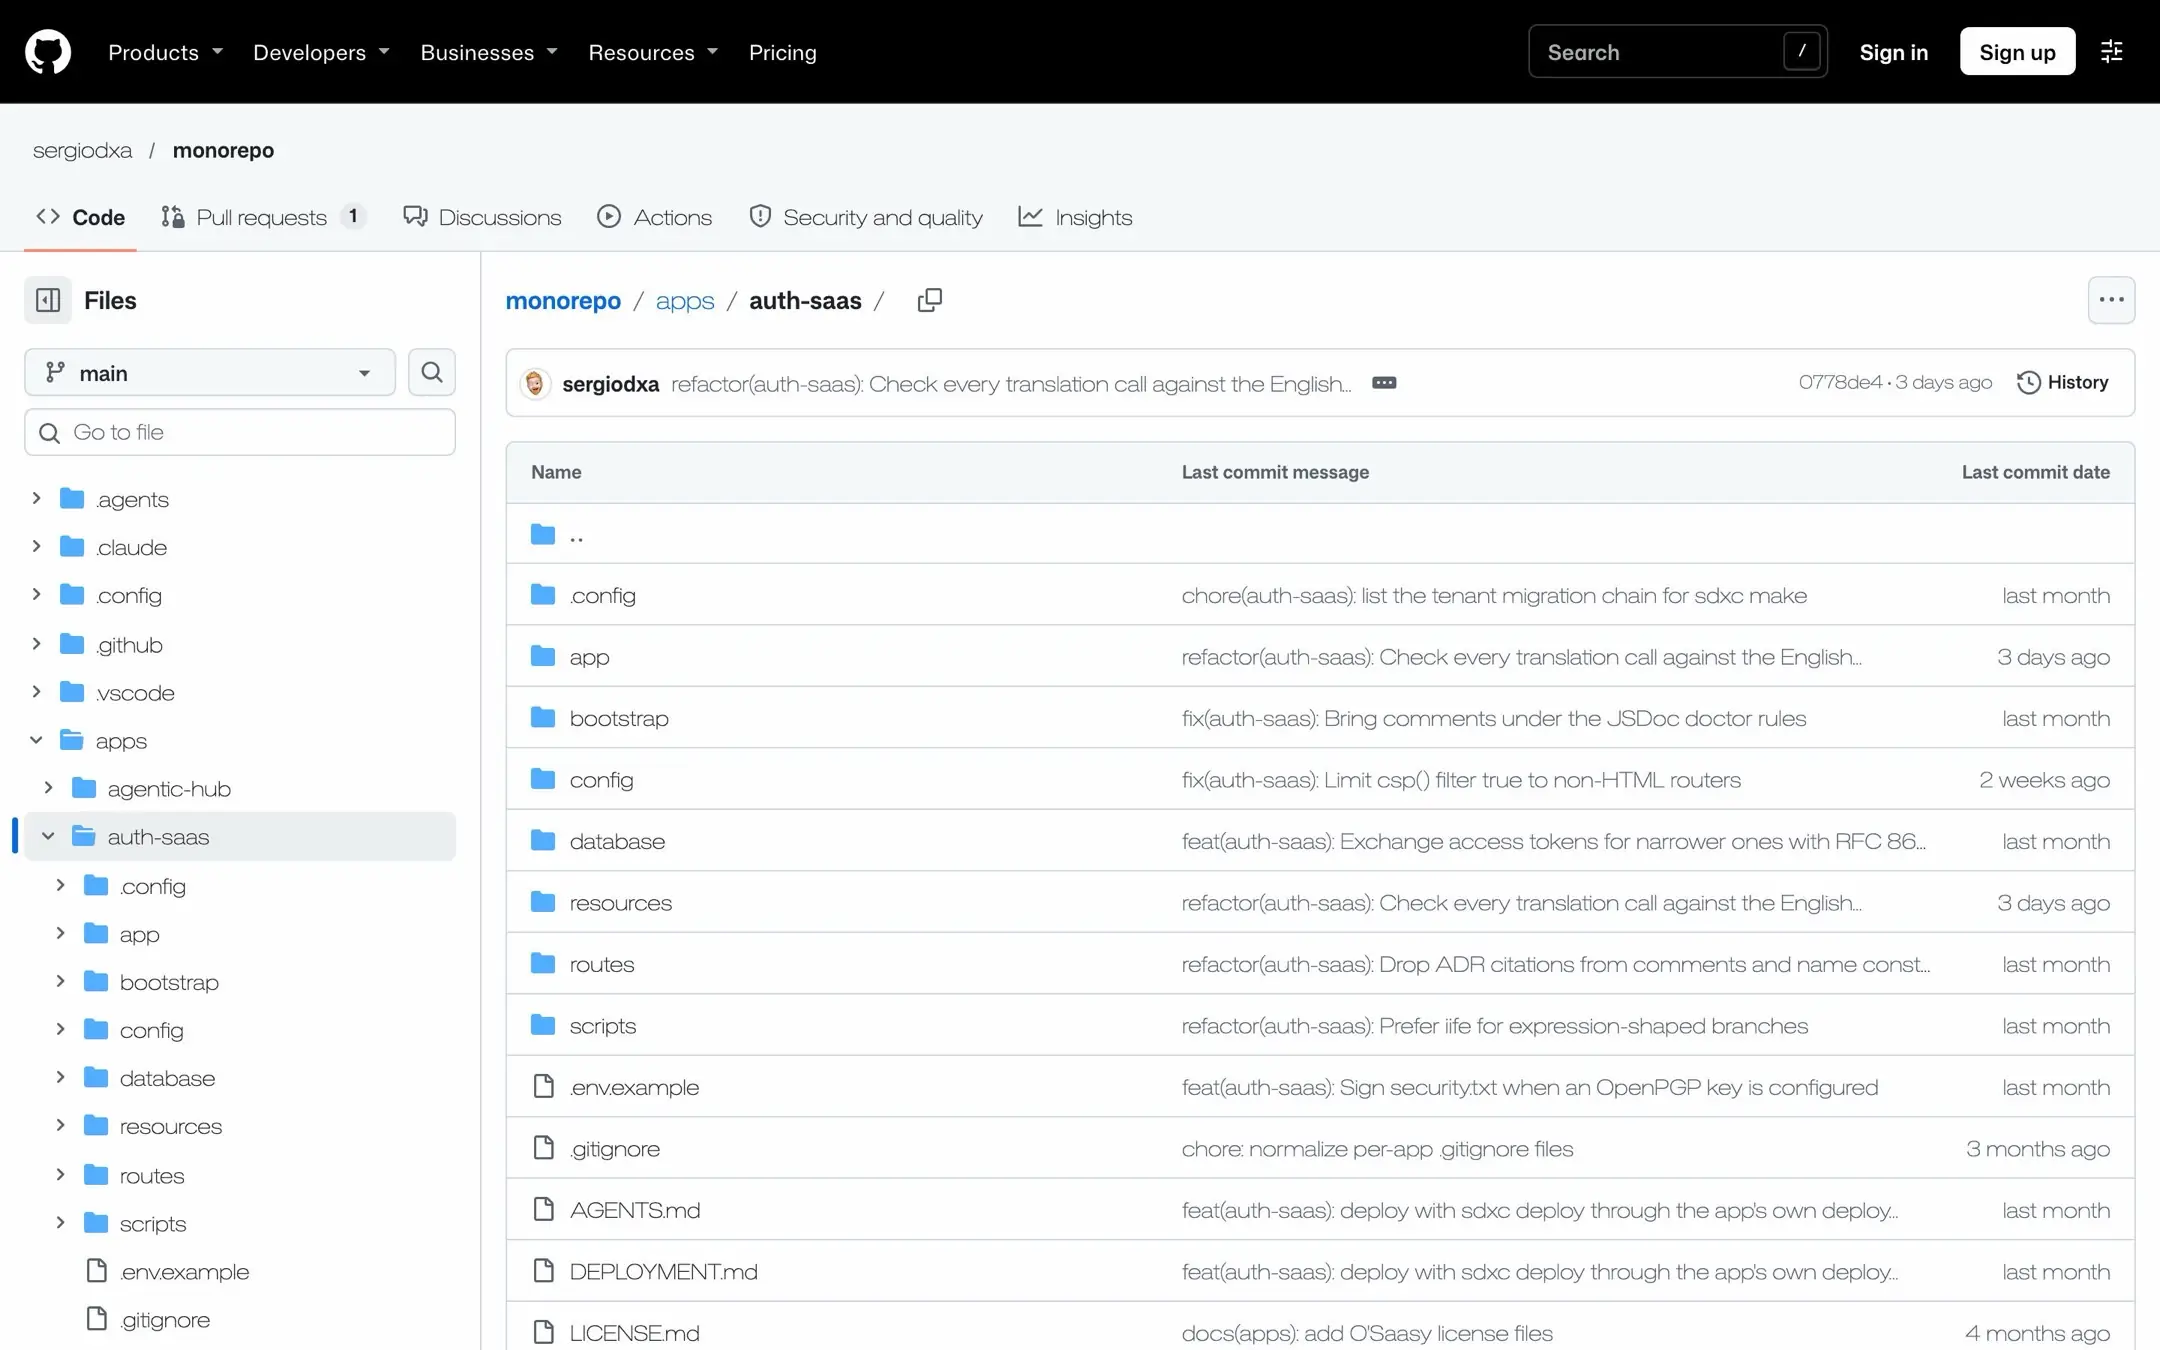 Products Developers Businesses Resources Pricing Search / Sign in Sign up
sergiodxa / monorepo
Code Pull requests 1 Discussions Actions Security and quality Insights
Files
main
Go to file
.agents
.claude
.config
.github
.vscode
apps
agentic-hub
auth-saas
.config
app
bootstrap
config
database
resources
routes
scripts
.env.example
.gitignore
monorepo / apps / auth-saas /
sergiodxa refactor(auth-saas): Check every translation call against the English... 0778de4 · 3 days ago History
Name Last commit message Last commit date
..
.config chore(auth-saas): list the tenant migration chain for sdxc make last month
app refactor(auth-saas): Check every translation call against the English... 3 days ago
bootstrap fix(auth-saas): Bring comments under the JSDoc doctor rules last month
config fix(auth-saas): Limit csp() filter true to non-HTML routers 2 weeks ago
database feat(auth-saas): Exchange access tokens for narrower ones with RFC 86... last month
resources refactor(auth-saas): Check every translation call against the English... 3 days ago
routes refactor(auth-saas): Drop ADR citations from comments and name const... last month
scripts refactor(auth-saas): Prefer iife for expression-shaped branches last month
.env.example feat(auth-saas): Sign security.txt when an OpenPGP key is configured last month
.gitignore chore: normalize per-app .gitignore files 3 months ago
AGENTS.md feat(auth-saas): deploy with sdxc deploy through the app's own deploy... last month
DEPLOYMENT.md feat(auth-saas): deploy with sdxc deploy through the app's own deploy... last month
LICENSE.md docs(apps): add O'Saasy license files 4 months ago